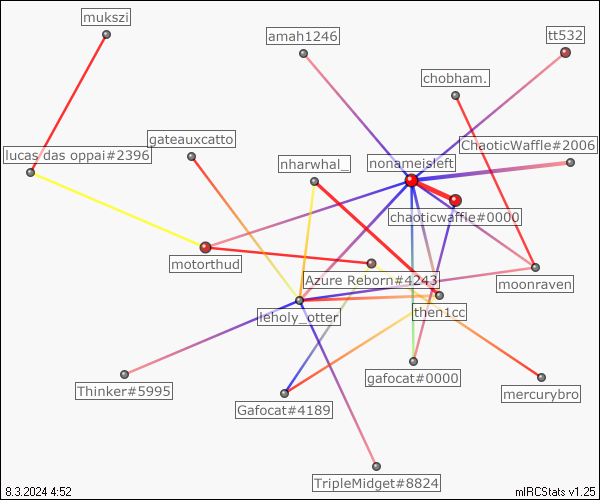 mukszi
amah1246
tt532
chobham.
gateauxcatto
ChaoticWaffle#2006
lucas das oppai#2396
nharwhal_
nonameisleft
chaoticwaffle#0000
motorthud
Azure Reborn#4243
moonraven
leholy_otter
then1cc
gafocat#0000
Thinker#5995
mercurybro
Gafocat#4189
TripleMidget#8824
8.3.2024 4:52
mIRCStats v1.25